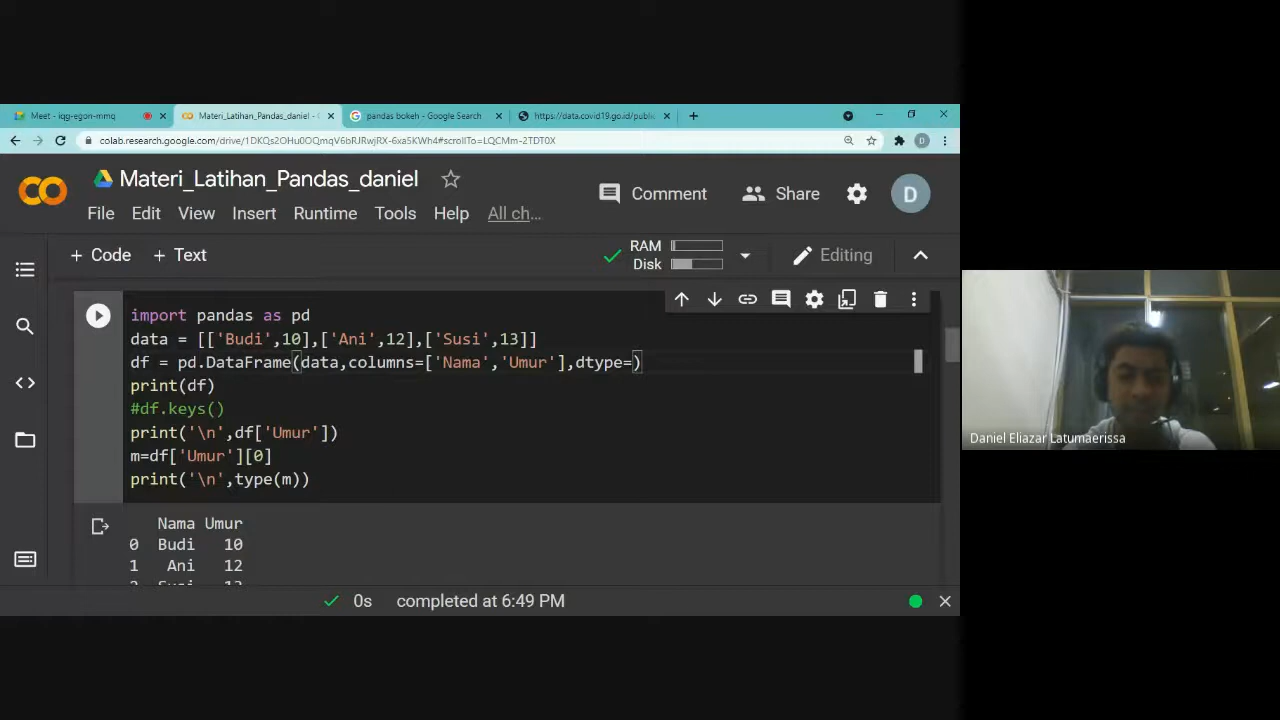 Meet - iqg-egon-mmq
Materi_Latihan_Pandas_daniel - C
pandas bokeh - Google Search
https://data.covid19.go.id/public
colab.research.google.com/drive/1DKQs2OHu0OQmqV6bRJRwjRX-6xa5KWh4#scrollTo=LQCMm-2TDT0X
D
CO
Materi_Latihan_Pandas_daniel
Comment
Share
D
File Edit View Insert Runtime Tools Help All ch...
+ Code + Text
RAM
Disk
Editing
import pandas as pd
data = [['Budi',10],['Ani',12],['Susi',13]]
df = pd.DataFrame(data,columns=['Nama','Umur'],dtype=)
print(df)
#df.keys()
print('\n',df['Umur'])
m=df['Umur'][0]
print('\n',type(m))
Nama Umur
0 Budi 10
1 Ani 12
2 Susi 13
0s completed at 6:49 PM
Daniel Eliazar Latumaerissa